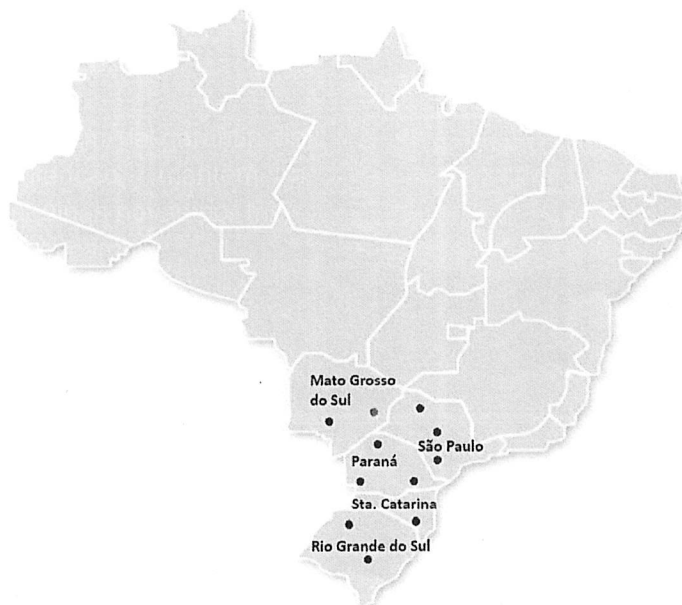 Mato Grosso
do Sul
São Paulo
Paraná
Sta. Catarina
Rio Grande do Sul